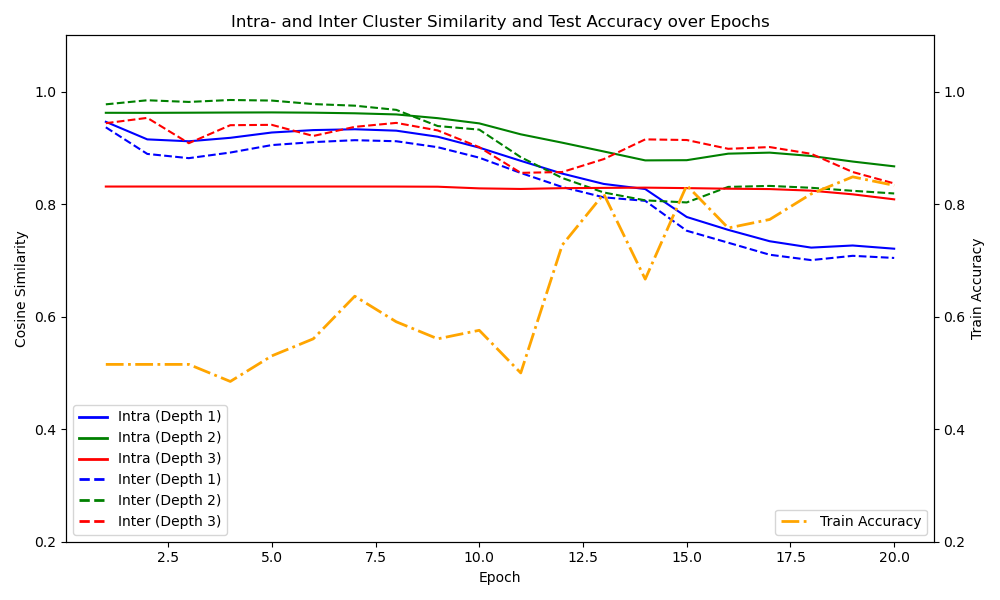 Intra- and Inter Cluster Similarity and Test Accuracy over Epochs
Cosine Similarity
1.0
0.8
0.6
0.4
0.2
1.0
0.8
0.6
0.4
0.2
Train Accuracy
Intra (Depth 1)
Intra (Depth 2)
Intra (Depth 3)
Inter (Depth 1)
Inter (Depth 2)
Inter (Depth 3)
Train Accuracy
2.5 5.0 7.5 10.0 12.5 15.0 17.5 20.0
Epoch